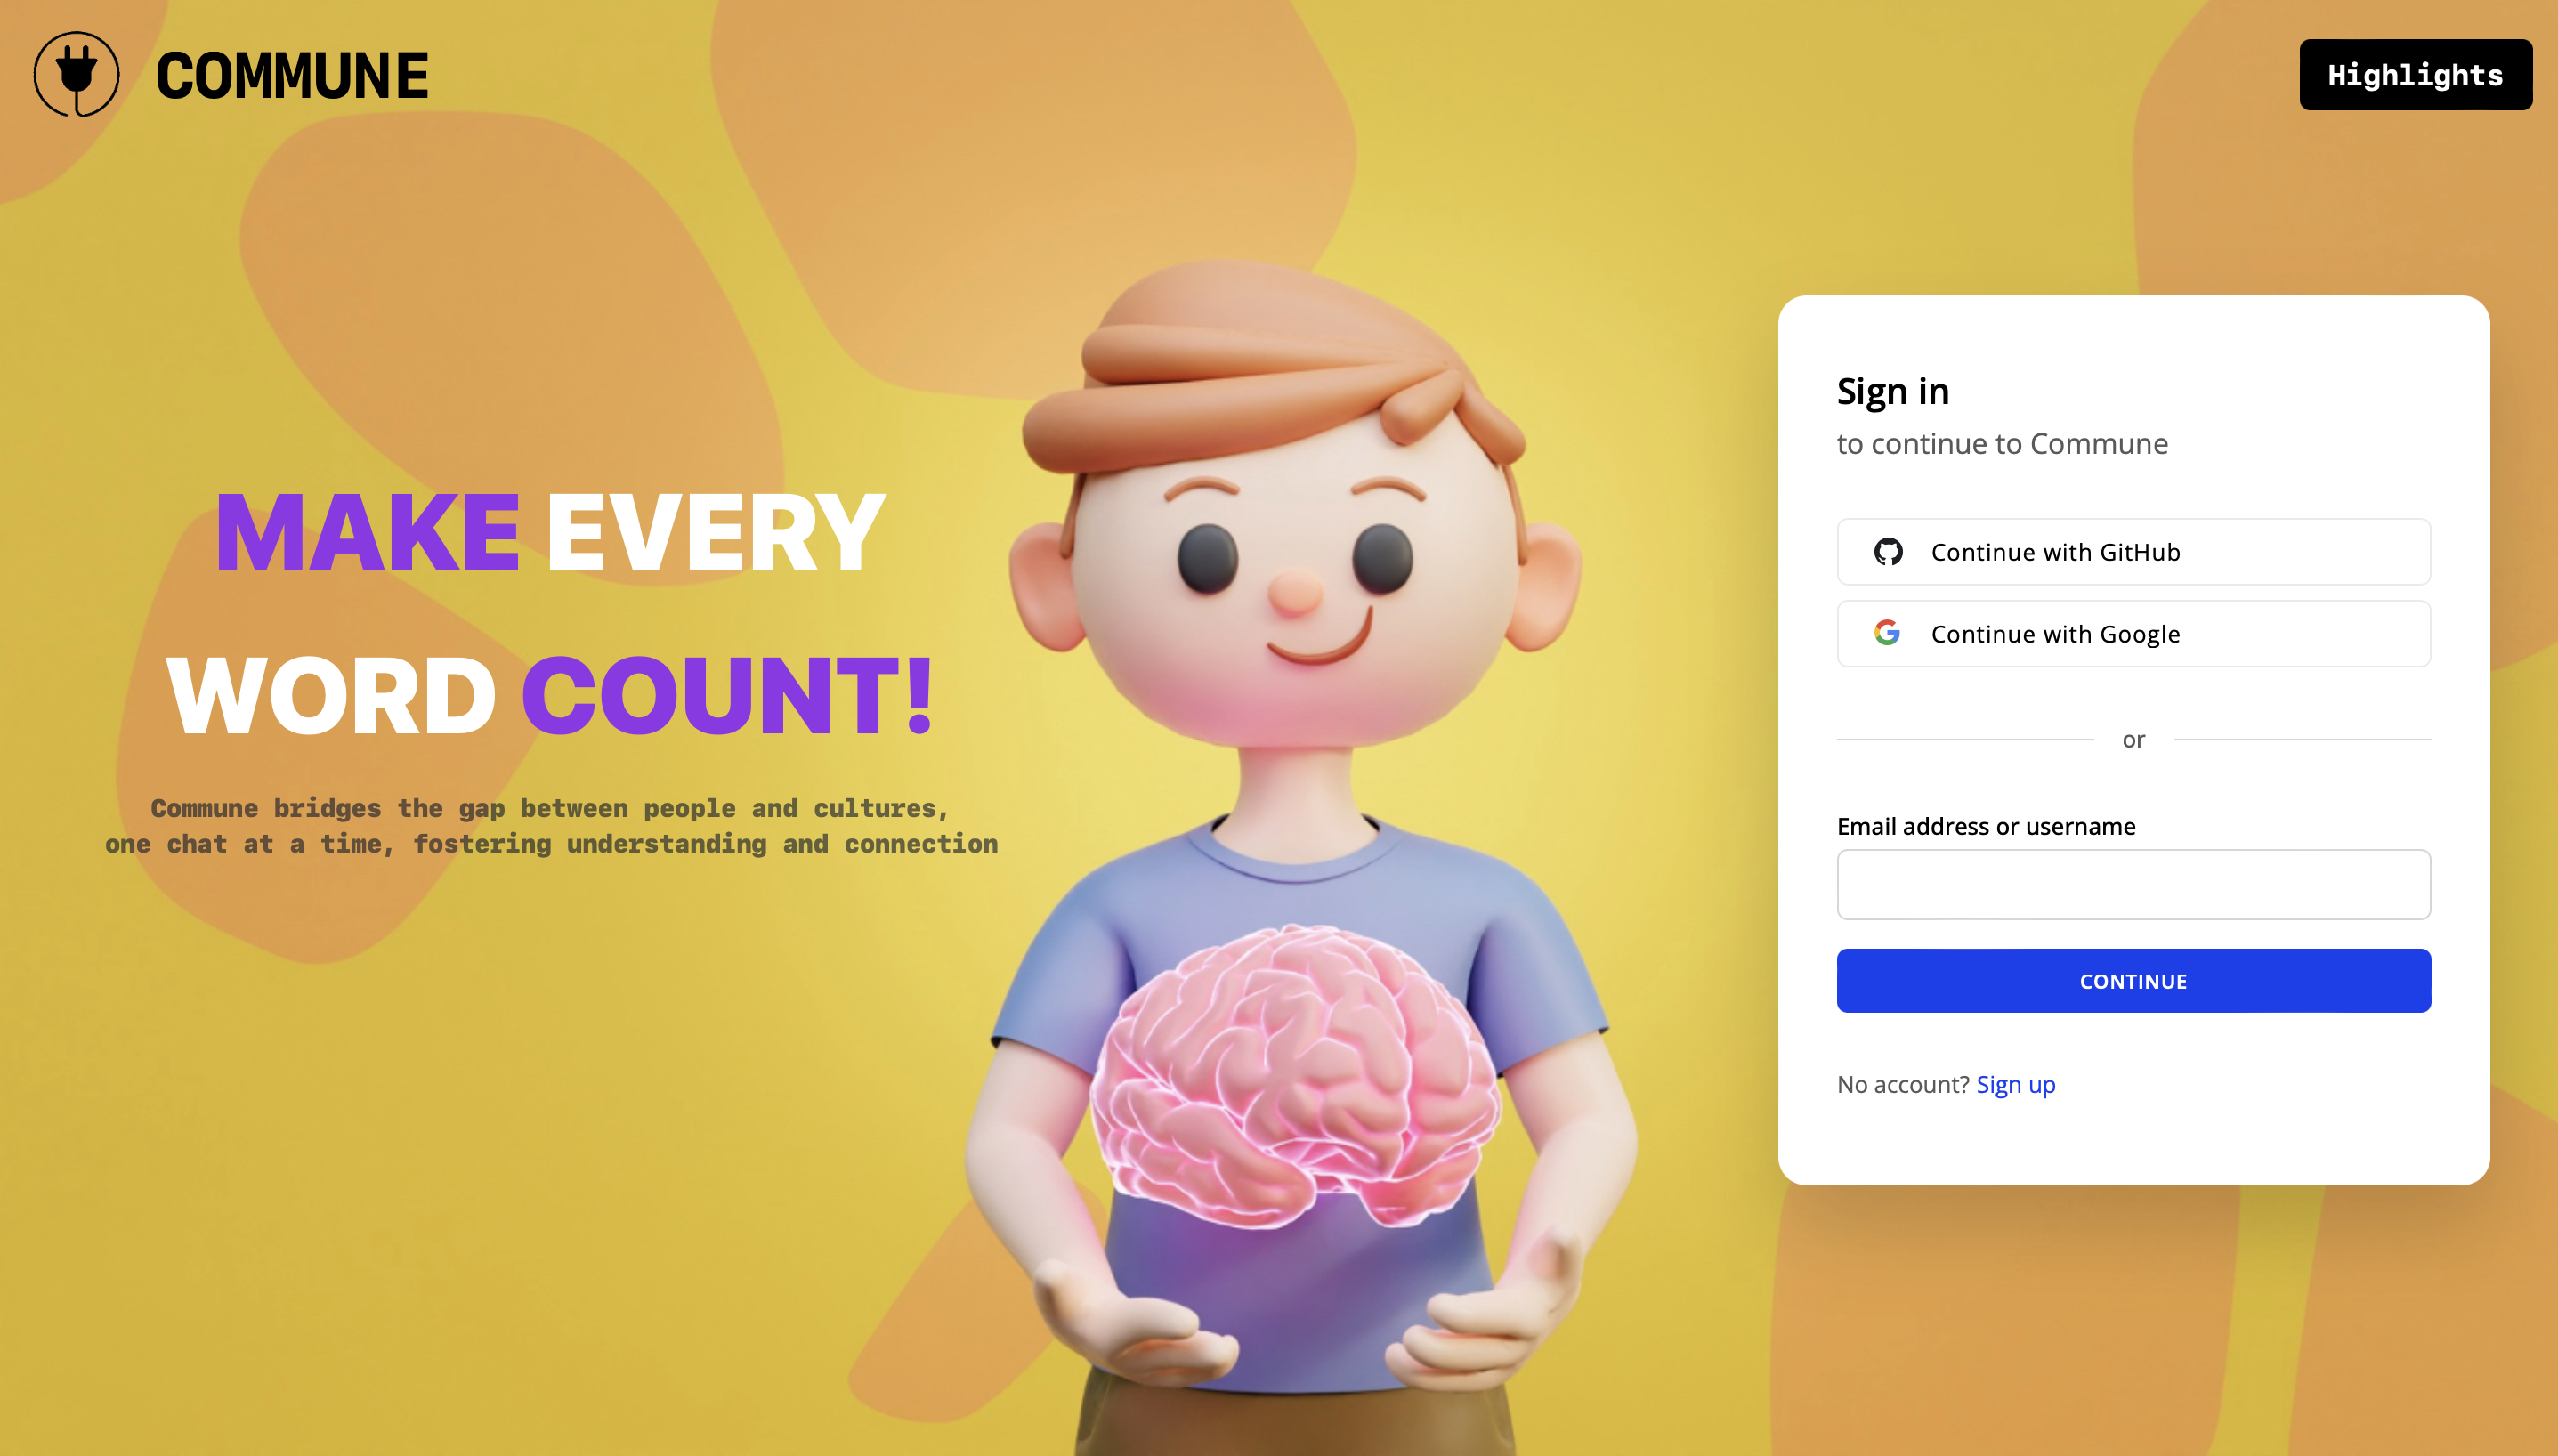 COMMUNE
Highlights
MAKE EVERY
WORD COUNT!
Commune bridges the gap between people and cultures,
one chat at a time, fostering understanding and connection
Sign in
to continue to Commune
Continue with GitHub
Continue with Google
or
Email address or username
CONTINUE
No account? Sign up